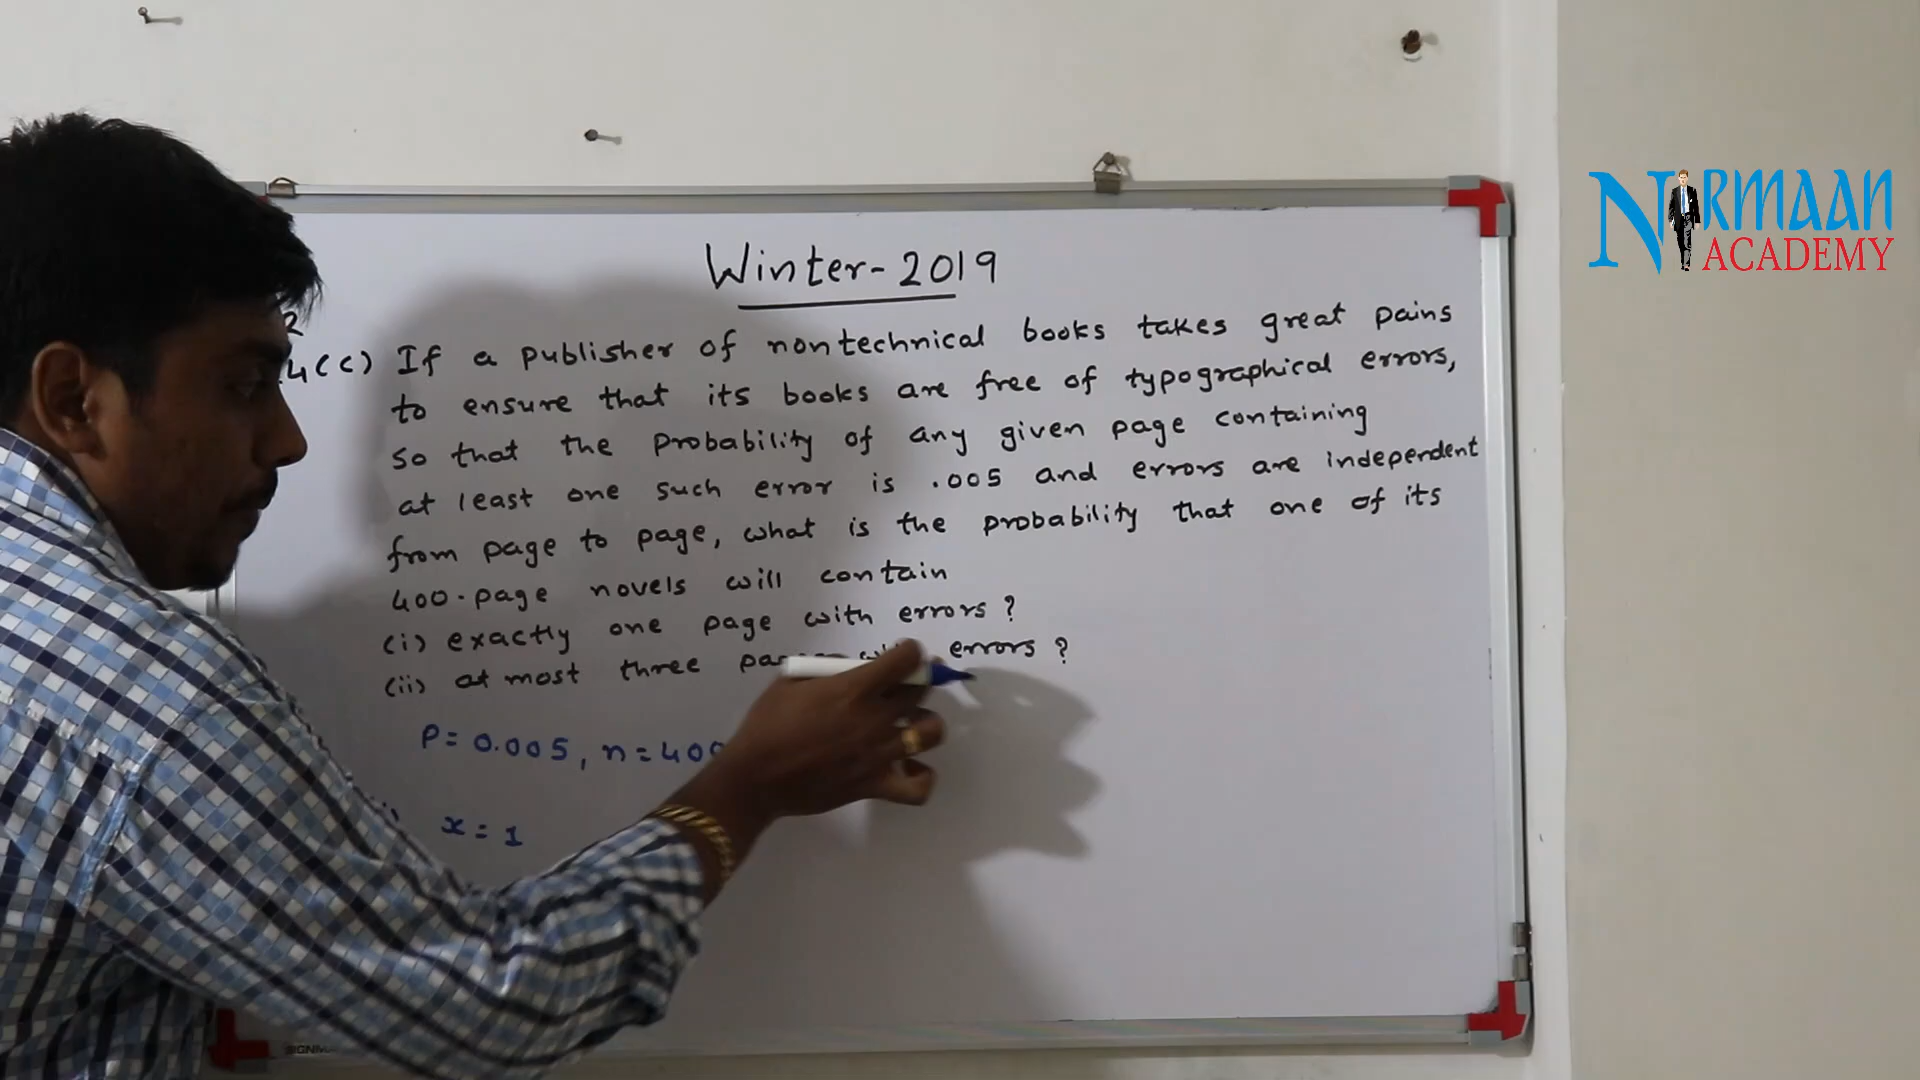 NIRMAAN
ACADEMY
Winter-2019
2
4(c) If a publisher of nontechnical books takes great pains
to ensure that its books are free of typographical errors,
so that the probability of any given page containing
at least one such error is .005 and errors are independent
from page to page, what is the probability that one of its
400-page novels will contain
(i) exactly one page with errors?
(ii) at most three errors?
P = 0.005, n = 400
x = 1